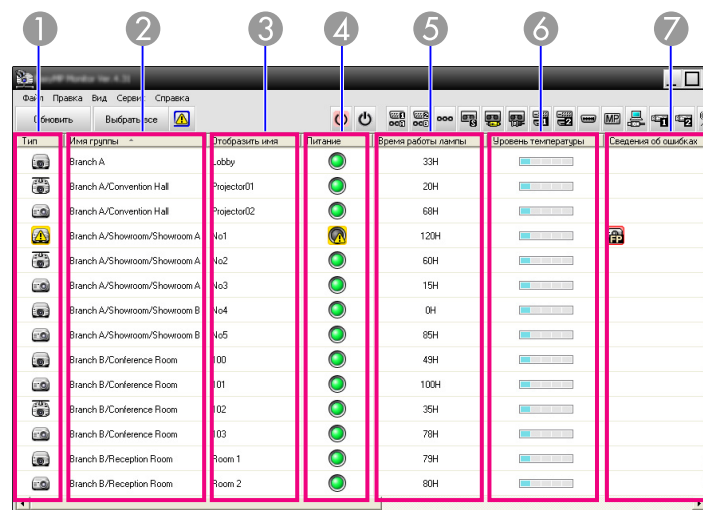 1 2 3 4 5 6 7
Файл Правка Вид Сервис Справка
Обновить Выбрать все MP
Тип Имя группы Отобразить имя Питание Время работы лампы Уровень температуры Сведения об ошибках
Branch A Lobby 33H
Branch A/Convention Hall Projector01 20H
Branch A/Convention Hall Projector02 68H
Branch A/Showroom/Showroom A No1 120H FP
Branch A/Showroom/Showroom A No2 60H
Branch A/Showroom/Showroom A No3 15H
Branch A/Showroom/Showroom B No4 0H
Branch A/Showroom/Showroom B No5 85H
Branch B/Conference Room 100 49H
Branch B/Conference Room 101 100H
Branch B/Conference Room 102 35H
Branch B/Conference Room 103 78H
Branch B/Reception Room Room 1 79H
Branch B/Reception Room Room 2 80H